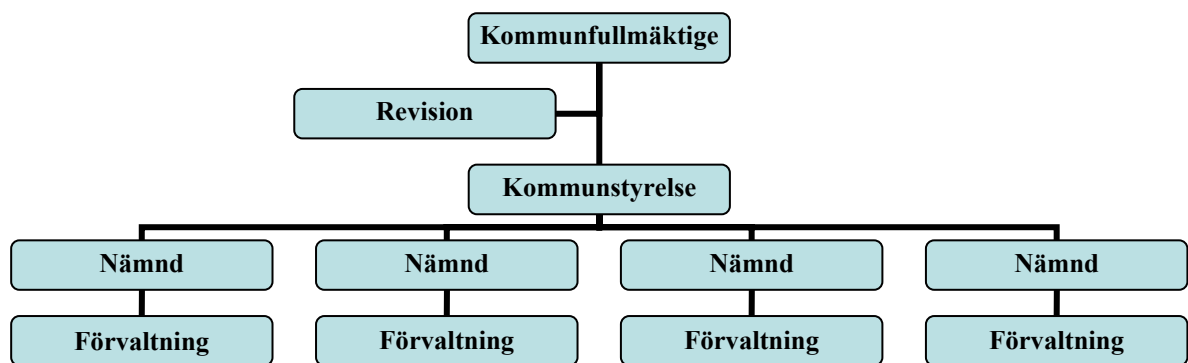 Kommunfullmäktige
Revision
Kommunstyrelse
Nämnd Nämnd Nämnd Nämnd
Förvaltning Förvaltning Förvaltning Förvaltning